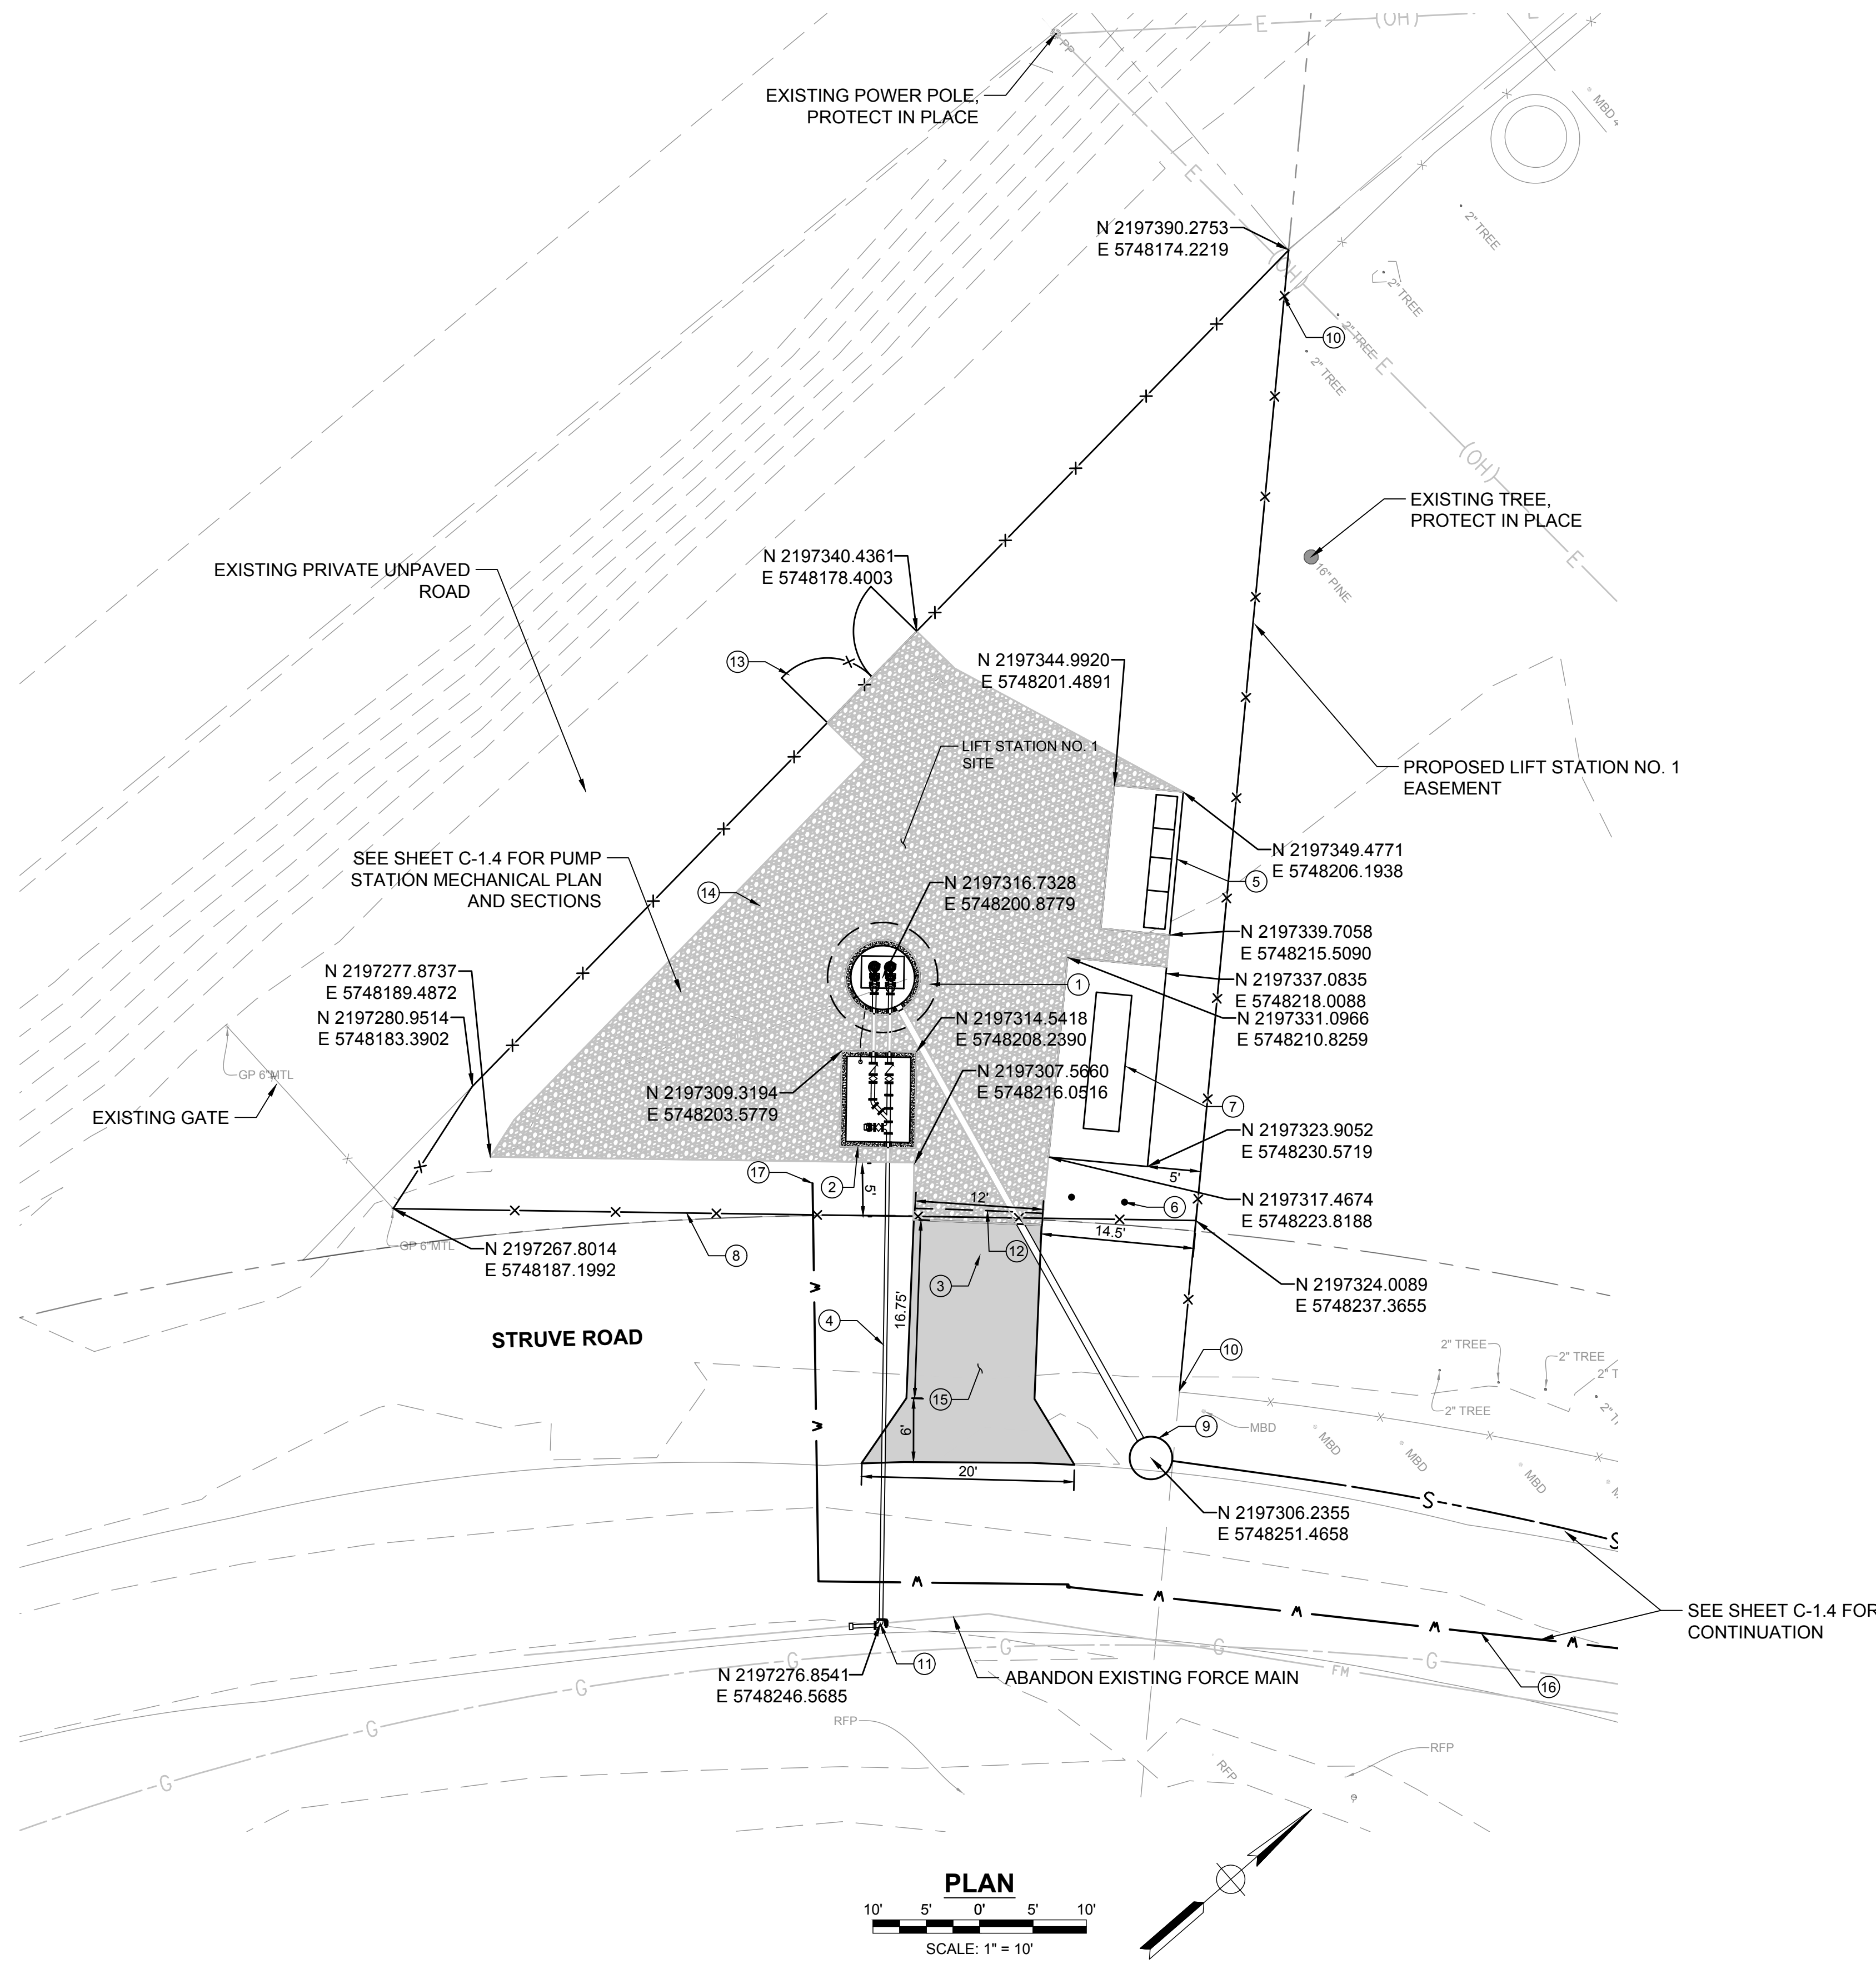 E
(OH)
PP
EXISTING POWER POLE,
PROTECT IN PLACE
MBD
E
2" TREE
N 2197390.2753
E 5748174.2219
(OH)
2" TREE
10
2" TREE
2" TREE
E
(OH)
EXISTING TREE,
PROTECT IN PLACE
E
16" PINE
N 2197340.4361
E 5748178.4003
EXISTING PRIVATE UNPAVED
ROAD
13
N 2197344.9920
E 5748201.4891
LIFT STATION NO. 1
SITE
PROPOSED LIFT STATION NO. 1
EASEMENT
SEE SHEET C-1.4 FOR PUMP
STATION MECHANICAL PLAN
AND SECTIONS
14
N 2197316.7328
E 5748200.8779
N 2197349.4771
E 5748206.1938
5
N 2197339.7058
E 5748215.5090
N 2197277.8737
E 5748189.4872
N 2197280.9514
E 5748183.3902
1
N 2197337.0835
E 5748218.0088
N 2197331.0966
E 5748210.8259
N 2197314.5418
E 5748208.2390
GP 6"MTL
EXISTING GATE
N 2197309.3194
E 5748203.5779
N 2197307.5660
E 5748216.0516
7
N 2197323.9052
E 5748230.5719
17
2
5'
5'
12'
6
N 2197317.4674
E 5748223.8188
14.5'
GP 6"MTL
N 2197267.8014
E 5748187.1992
8
12
3
N 2197324.0089
E 5748237.3655
W
16.75'
4
STRUVE ROAD
10
2" TREE
2" TREE
2" T
15
2" TREE
2" T
6'
W
9
MBD
MBD
MBD
MBD
M
20'
S
N 2197306.2355
E 5748251.4658
S
W
W
W
W
W
SEE SHEET C-1.4 FOR
CONTINUATION
11
G
G
G
G
FM
N 2197276.8541
E 5748246.5685
ABANDON EXISTING FORCE MAIN
16
G
RFP
G
RFP
RFP
G
PLAN
10' 5' 0' 5' 10'
SCALE: 1" = 10'